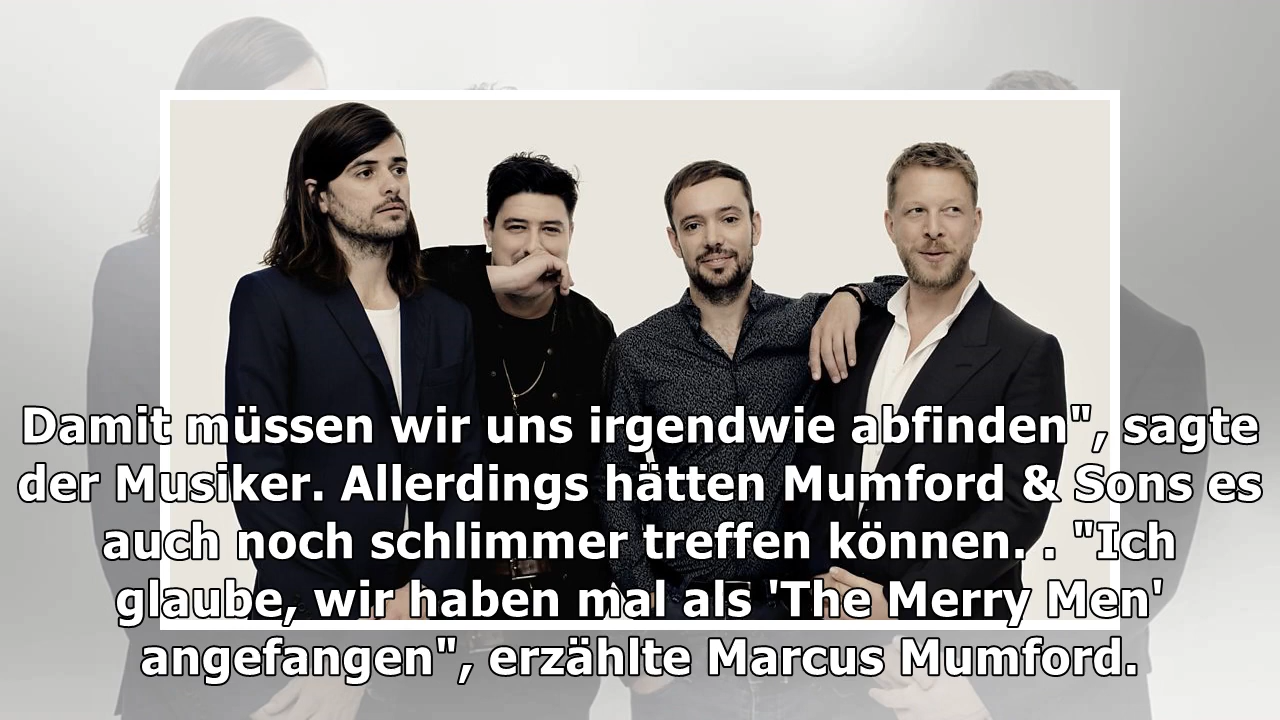 Damit müssen wir uns irgendwie abfinden", sagte
der Musiker. Allerdings hätten Mumford & Sons es
auch noch schlimmer treffen können. . "Ich
glaube, wir haben mal als 'The Merry Men'
angefangen", erzählte Marcus Mumford.